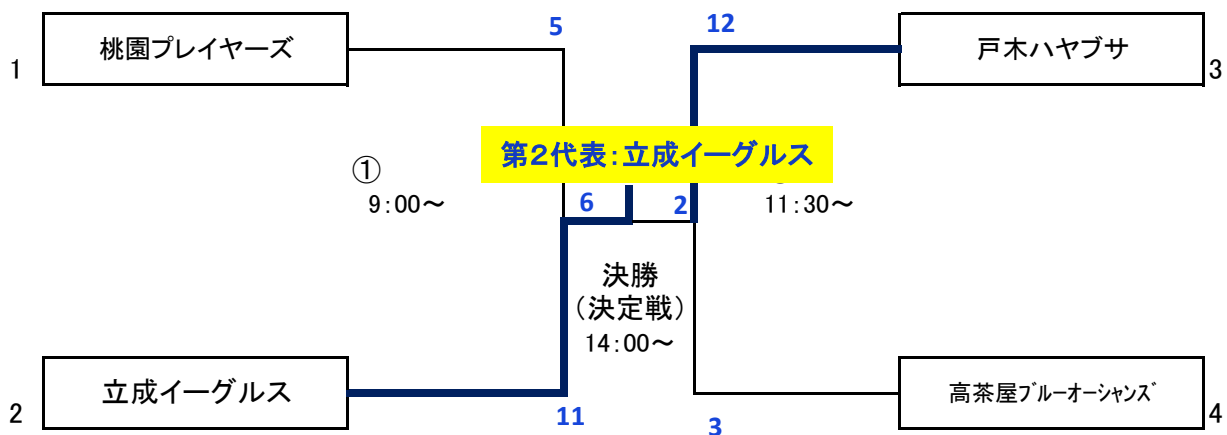 5
12
1
桃園プレイヤーズ
戸木ハヤブサ
3
第2代表:立成イーグルス
①
9:00～
11:30～
6
2
決勝
(決定戦)
14:00～
2
立成イーグルス
高茶屋ﾌﾞﾙｰオｰｼｬﾝｽﾞ
4
11
3